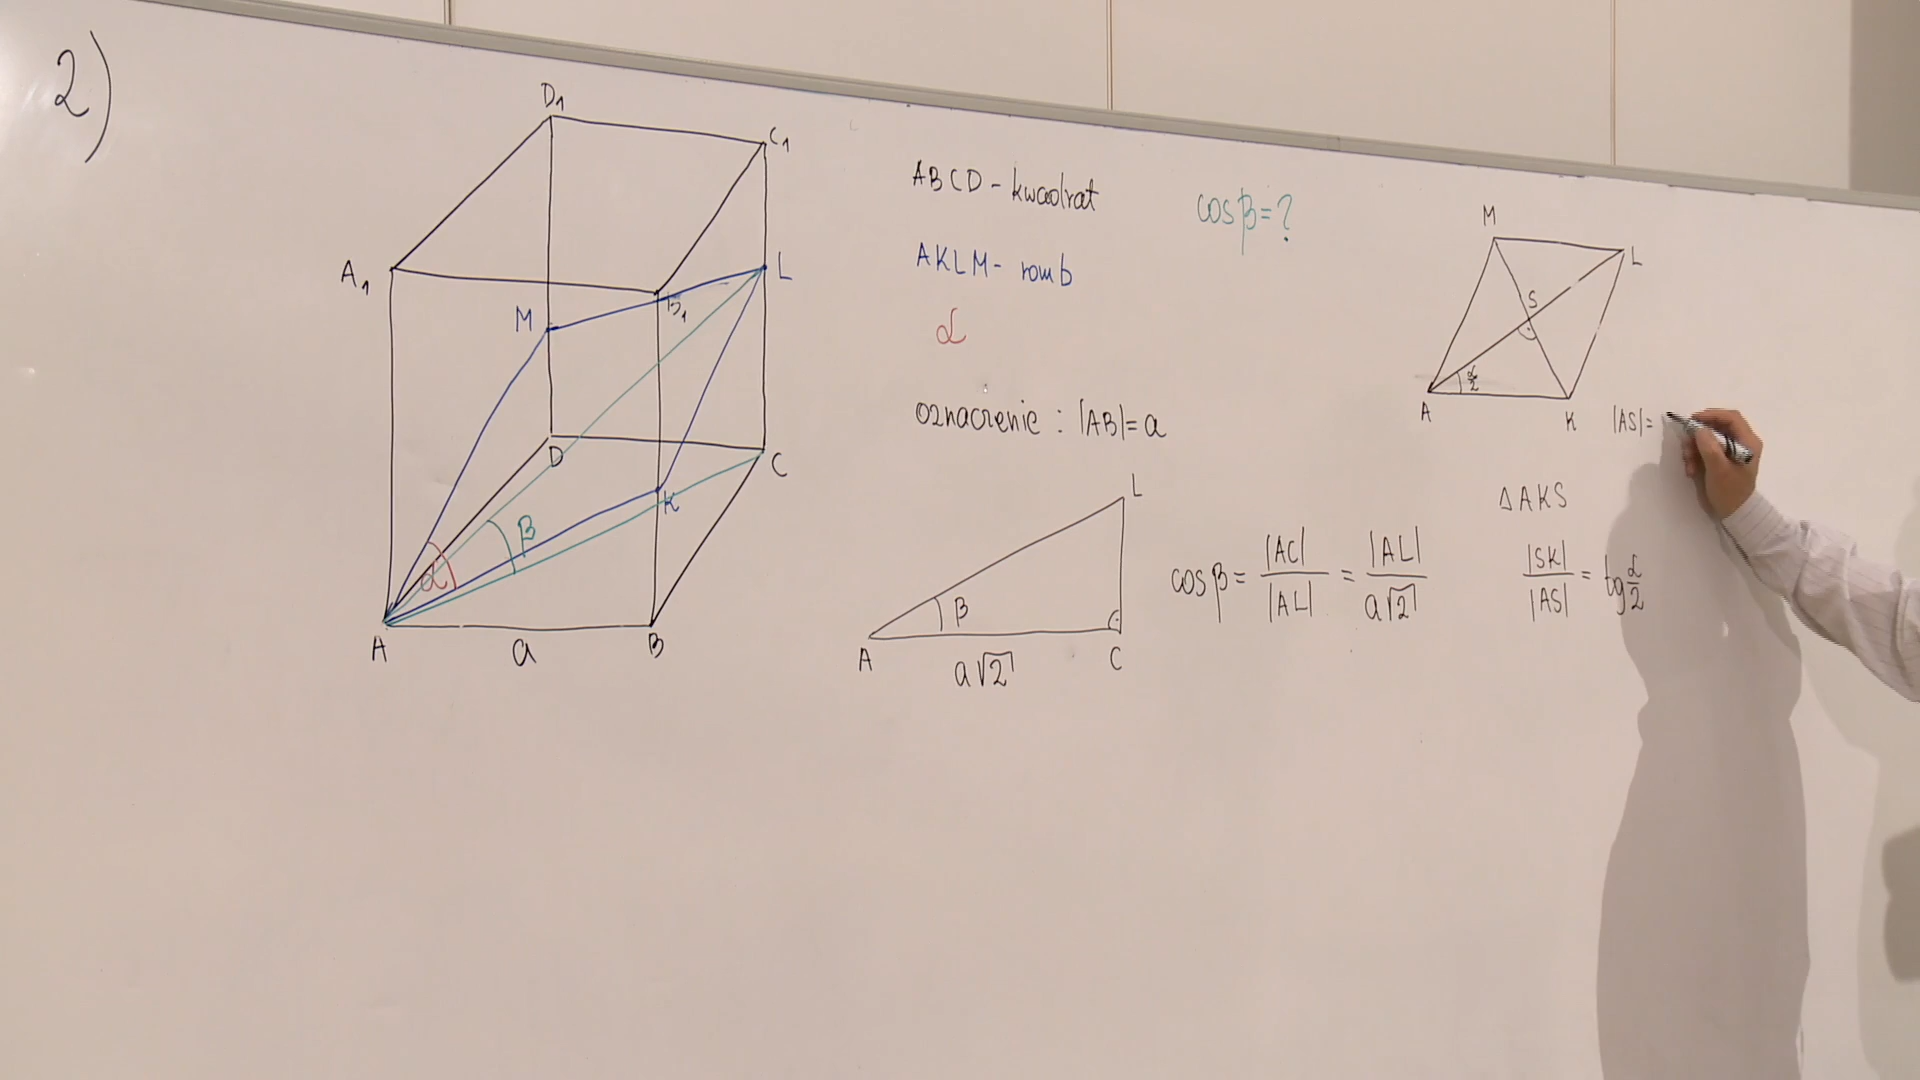 2)
D1
C1
A1
B1
M
L
D
C
K
α
β
A
a
B
ABCD - kwadrat
AKLM - romb
α
oznaczenie : |AB| = a
cos β = ?
L
β
A
C
a√2
cos β = |AC| / |AL| = |AL| / a√2
M
L
S
α/2
A
K
|AS| =
Δ AKS
|SK| / |AS| = tg α/2